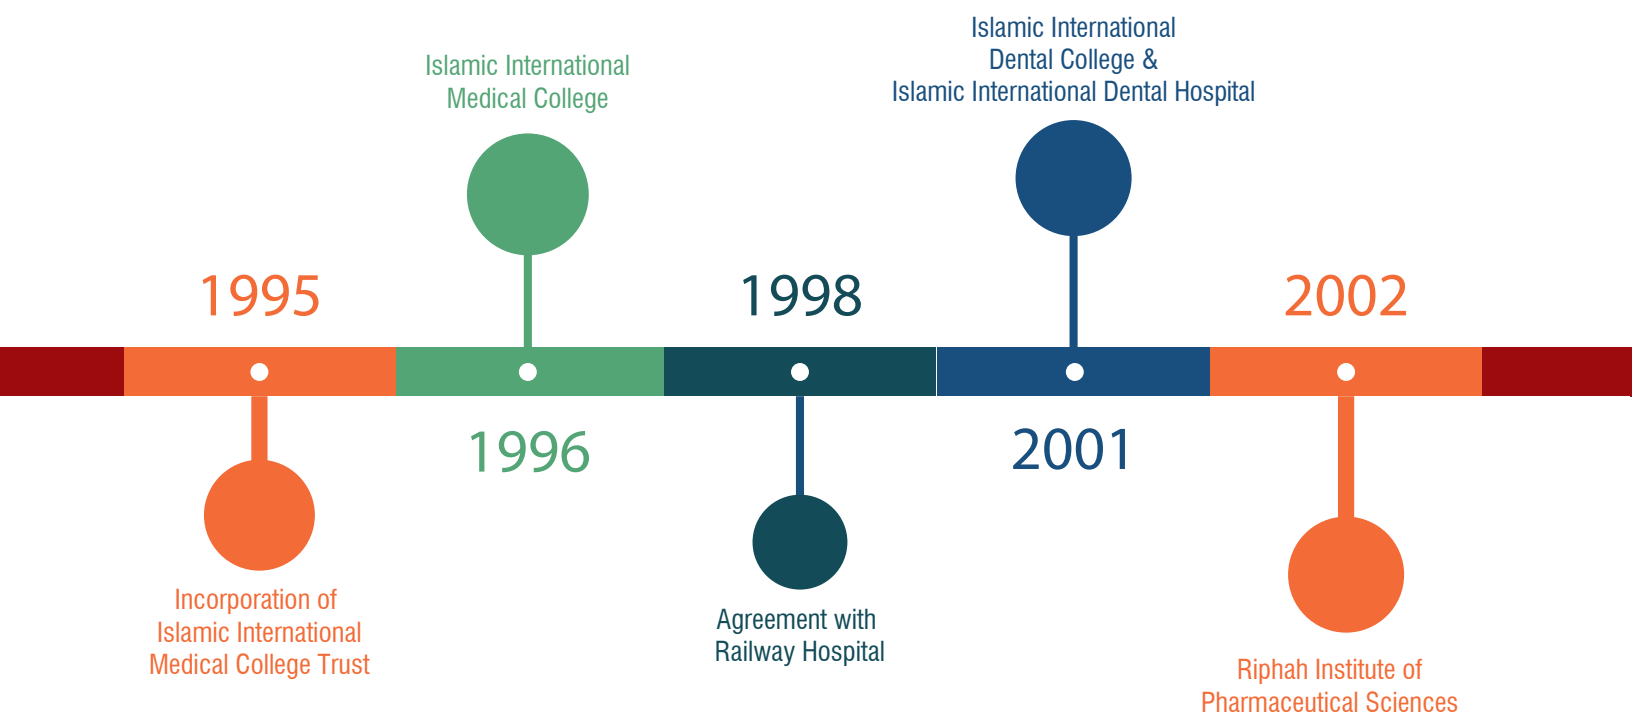 Islamic International
Dental College &
Islamic International Dental Hospital
Islamic International
Medical College
1995
1998
2002
1996
2001
Incorporation of
Islamic International
Medical College Trust
Agreement with
Railway Hospital
Riphah Institute of
Pharmaceutical Sciences